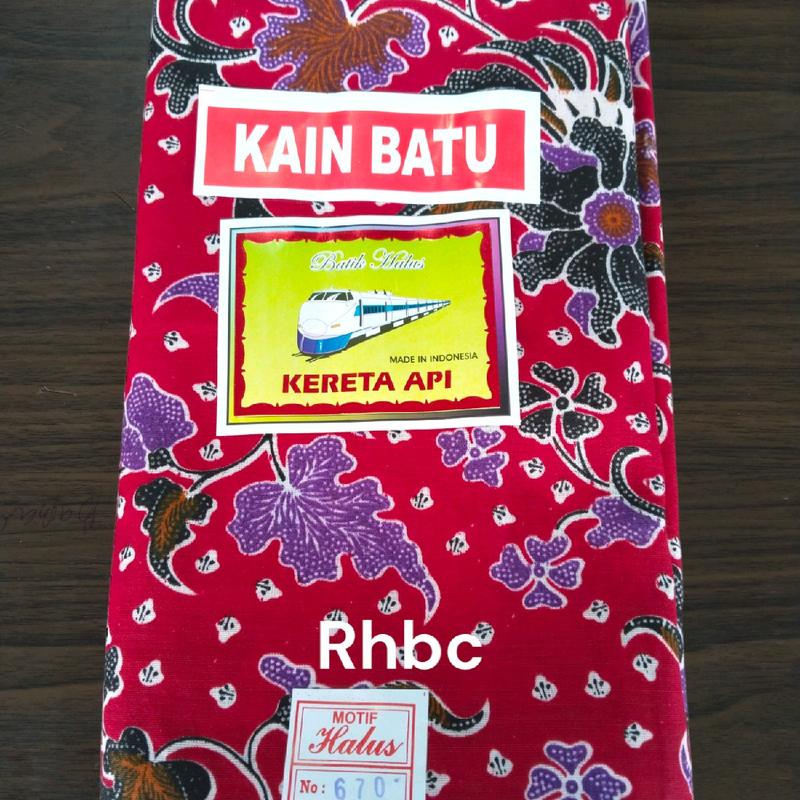 KAIN BATU
Batik Halus
MADE IN INDONESIA
KERETA API
Rhbc
MOTIF
Halus
No: 670